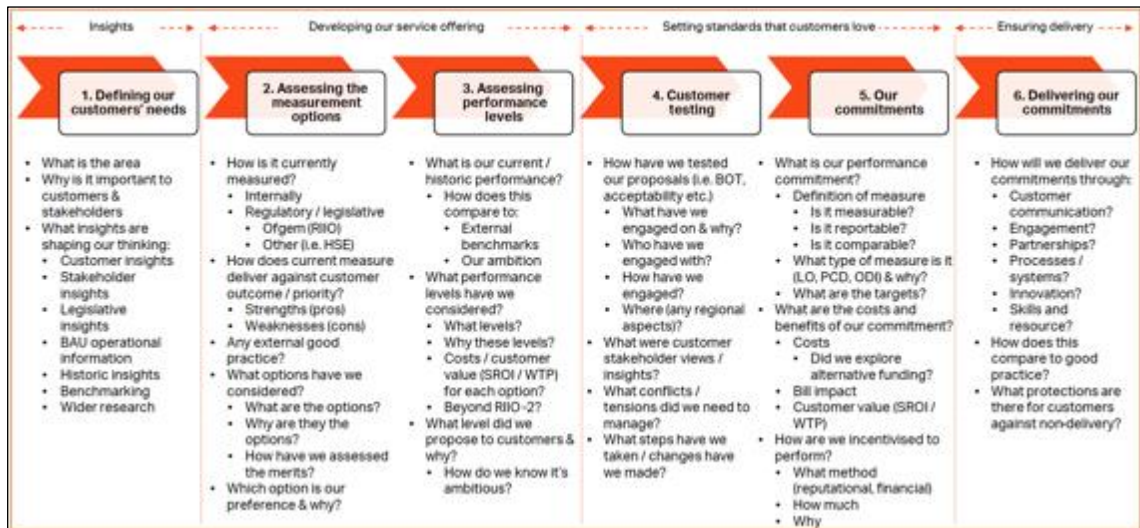 Insights
Developing our service offering
Setting standards that customers love
Ensuring delivery
1. Defining our
customers' needs
2. Assessing the
measurement
options
3. Assessing
performance
levels
4. Customer
testing
5. Our
commitments
6. Delivering our
commitments
• What is the area
• Why is it important to
customers &
stakeholders
• What insights are
shaping our thinking:
• Customer insights
• Stakeholder
insights
• Legislative
insights
• BAU operational
information
• Historic insights
• Benchmarking
• Wider research
• How is it currently
measured?
• Internally
• Regulatory / legislative
• Ofgem (RIIO)
• Other (i.e. HSE)
• How does current measure
deliver against customer
outcome / priority?
• Strengths (pros)
• Weaknesses (cons)
• Any external good
practice?
• What options have we
considered?
• What are the options?
• Why are they the
options?
• How have we assessed
the merits?
• Which option is our
preference & why?
• What is our current /
historic performance?
• How does this
compare to:
• External
benchmarks
• Our ambition
• What performance
levels have we
considered?
• What levels?
• Why these levels?
• Costs / customer
value (SROI / WTP)
for each option?
• Beyond RIIO-2?
• What level did we
propose to customers &
why?
• How do we know it's
ambitious?
• How have we tested
our proposals (i.e. BOT,
acceptability etc.)
• What have we
engaged on & why?
• Who have we
engaged with?
• How have we
engaged?
• Where (any regional
aspects)?
• What were customer
stakeholder views /
insights?
• What conflicts /
tensions did we need to
manage?
• What steps have we
taken / changes have
we made?
• What is our performance
commitment?
• Definition of measure
• Is it measurable?
• Is it reportable?
• Is it comparable?
• What type of measure is it
(LO, PCD, ODI) & why?
• What are the targets?
• What are the costs and
benefits of our commitment?
• Costs
• Did we explore
alternative funding?
• Bill impact
• Customer value (SROI /
WTP)
• How are we incentivised to
perform?
• What method
(reputational, financial)
• How much
• Why
• How will we deliver our
commitments through:
• Customer
communication?
• Engagement?
• Partnerships?
• Processes /
systems?
• Innovation?
• Skills and
resource?
• How does this
compare to good
practice?
• What protections are
there for customers
against non-delivery?